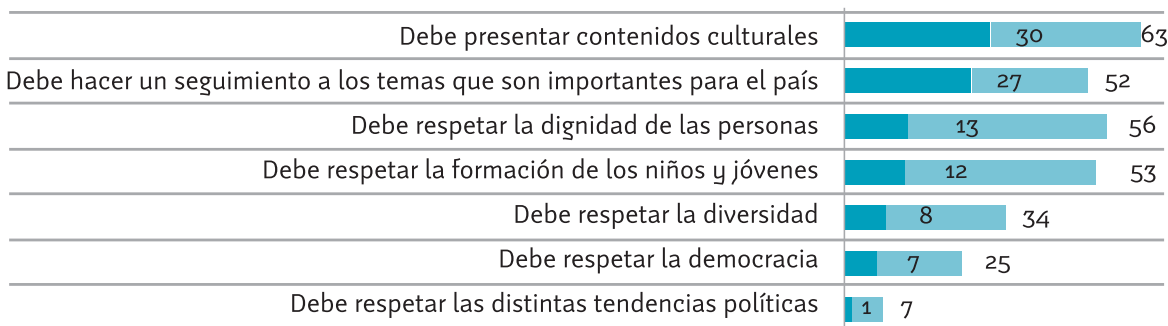 Debe presentar contenidos culturales 30 63
Debe hacer un seguimiento a los temas que son importantes para el país 27 52
Debe respetar la dignidad de las personas 13 56
Debe respetar la formación de los niños y jóvenes 12 53
Debe respetar la diversidad 8 34
Debe respetar la democracia 7 25
Debe respetar las distintas tendencias políticas 1 7